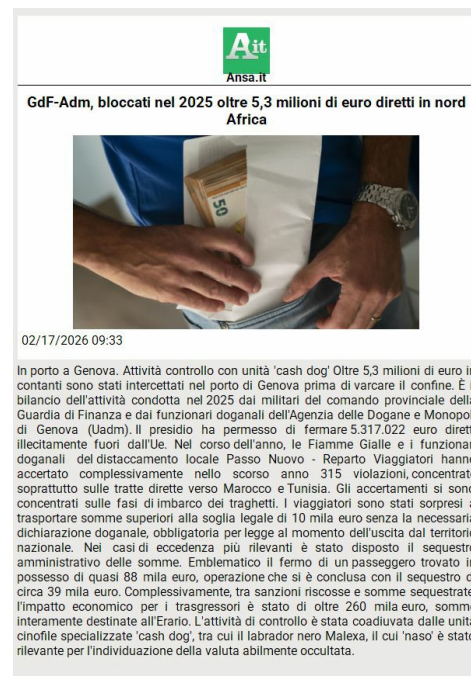 Ait
Ansa.it
GdF-Adm, bloccati nel 2025 oltre 5,3 milioni di euro diretti in nord
Africa
50
02/17/2026 09:33
In porto a Genova. Attività controllo con unità 'cash dog' Oltre 5,3 milioni di euro in
contanti sono stati intercettati nel porto di Genova prima di varcare il confine. È
bilancio dell'attività condotta nel 2025 dai militari del comando provinciale della
Guardia di Finanza e dai funzionari doganali dell'Agenzia delle Dogane e Monopol
di Genova (Uadm). Il presidio ha permesso di fermare 5.317.022 euro diretti
illecitamente fuori dall'Ue. Nel corso dell'anno, le Fiamme Gialle e i funzionar
doganali del distaccamento locale Passo Nuovo - Reparto Viaggiatori hanno
accertato complessivamente nello scorso anno 315 violazioni, concentrate
soprattutto sulle tratte dirette verso Marocco e Tunisia. Gli accertamenti si sono
concentrati sulle fasi di imbarco dei traghetti. I viaggiatori sono stati sorpresi a
trasportare somme superiori alla soglia legale di 10 mila euro senza la necessaria
dichiarazione doganale, obbligatoria per legge al momento dell'uscita dal territorio
nazionale. Nei casi di eccedenza più rilevanti è stato disposto il sequestro
amministrativo delle somme. Emblematico il fermo di un passeggero trovato in
possesso di quasi 88 mila euro, operazione che si è conclusa con il sequestro d
circa 39 mila euro. Complessivamente, tra sanzioni riscosse e somme sequestrate
l'impatto economico per i trasgressori è stato di oltre 260 mila euro, somme
interamente destinate all'Erario. L'attività di controllo è stata coadiuvata dalle unità
cinofile specializzate 'cash dog', tra cui il labrador nero Malexa, il cui 'naso' è stato
rilevante per l'individuazione della valuta abilmente occultata.